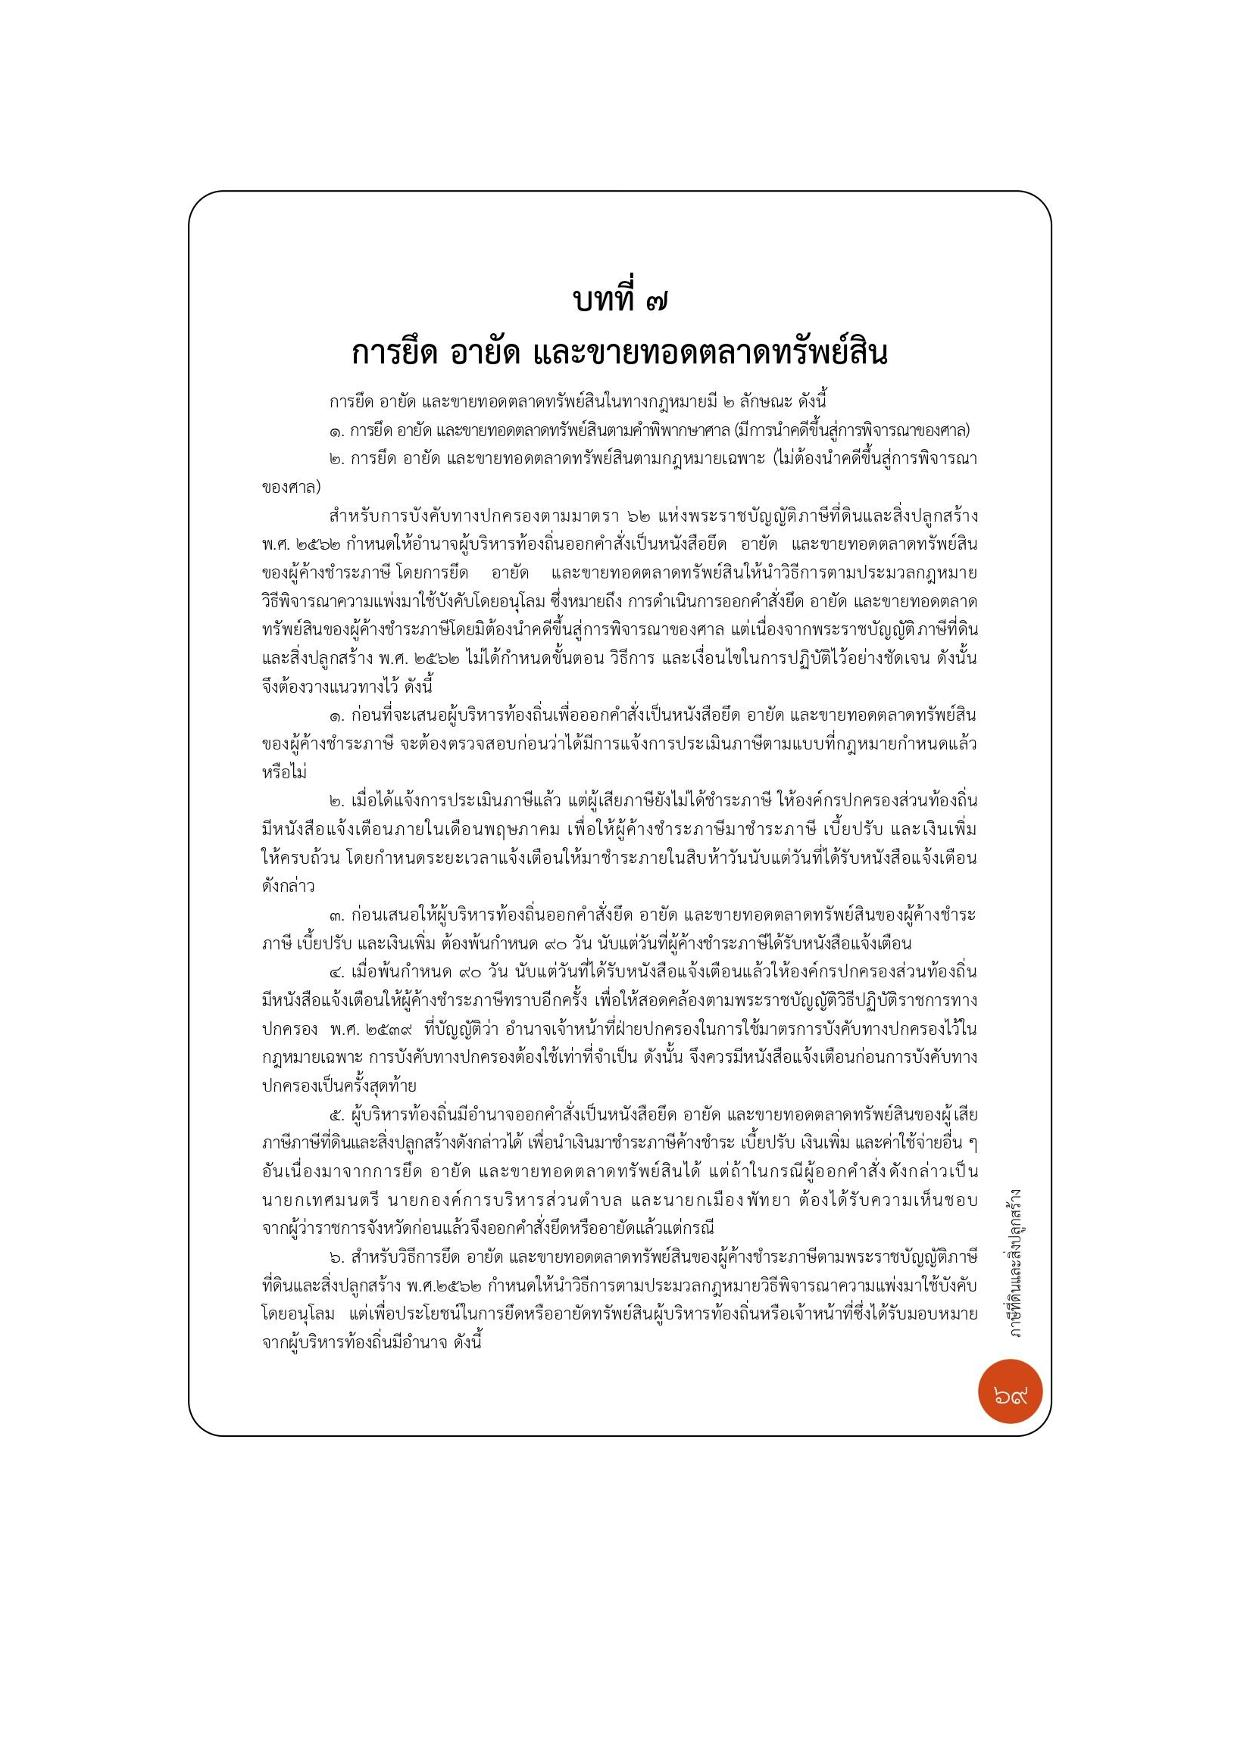 บทที่ ๗
การยึด อายัด และขายทอดตลาดทรัพย์สิน
การยึด อายัด และขายทอดตลาดทรัพย์สินในทางกฎหมายมี ๒ ลักษณะ ดังนี้
๑. การยึด อายัด และขายทอดตลาดทรัพย์สินตามคำพิพากษาศาล (มีการนำคดีขึ้นสู่การพิจารณาของศาล)
๒. การยึด อายัด และขายทอดตลาดทรัพย์สินตามกฎหมายเฉพาะ (ไม่ต้องนำคดีขึ้นสู่การพิจารณา
ของศาล)
สำหรับการบังคับทางปกครองตามมาตรา ๖๒ แห่งพระราชบัญญัติภาษีที่ดินและสิ่งปลูกสร้าง
พ.ศ. ๒๕๖๒ กำหนดให้อำนาจผู้บริหารท้องถิ่นออกคำสั่งเป็นหนังสือยึด อายัด และขายทอดตลาดทรัพย์สิน
ของผู้ค้างชำระภาษี โดยการยึด อายัด และขายทอดตลาดทรัพย์สินให้นำวิธีการตามประมวลกฎหมาย
วิธีพิจารณาความแพ่งมาใช้บังคับโดยอนุโลม ซึ่งหมายถึง การดำเนินการออกคำสั่งยึด อายัด และขายทอดตลาด
ทรัพย์สินของผู้ค้างชำระภาษีโดยมิต้องนำคดีขึ้นสู่การพิจารณาของศาล แต่เนื่องจากพระราชบัญญัติภาษีที่ดิน
และสิ่งปลูกสร้าง พ.ศ. ๒๕๖๒ ไม่ได้กำหนดขั้นตอน วิธีการ และเงื่อนไขในการปฏิบัติไว้อย่างชัดเจน ดังนั้น
จึงต้องวางแนวทางไว้ ดังนี้
๑. ก่อนที่จะเสนอผู้บริหารท้องถิ่นเพื่อออกคำสั่งเป็นหนังสือยึด อายัด และขายทอดตลาดทรัพย์สิน
ของผู้ค้างชำระภาษี จะต้องตรวจสอบก่อนว่าได้มีการแจ้งการประเมินภาษีตามแบบที่กฎหมายกำหนดแล้ว
หรือไม่
๒. เมื่อได้แจ้งการประเมินภาษีแล้ว แต่ผู้เสียภาษียังไม่ได้ชำระภาษี ให้องค์กรปกครองส่วนท้องถิ่น
มีหนังสือแจ้งเตือนภายในเดือนพฤษภาคม เพื่อให้ผู้ค้างชำระภาษีมาชำระภาษี เบี้ยปรับ และเงินเพิ่ม
ให้ครบถ้วน โดยกำหนดระยะเวลาแจ้งเตือนให้มาชำระภายในสิบห้าวันนับแต่วันที่ได้รับหนังสือแจ้งเตือน
ดังกล่าว
๓. ก่อนเสนอให้ผู้บริหารท้องถิ่นออกคำสั่งยึด อายัด และขายทอดตลาดทรัพย์สินของผู้ค้างชำระ
ภาษี เบี้ยปรับ และเงินเพิ่ม ต้องพ้นกำหนด ๙๐ วัน นับแต่วันที่ผู้ค้างชำระภาษีได้รับหนังสือแจ้งเตือน
๔. เมื่อพ้นกำหนด ๙๐ วัน นับแต่วันที่ได้รับหนังสือแจ้งเตือนแล้วให้องค์กรปกครองส่วนท้องถิ่น
มีหนังสือแจ้งเตือนให้ผู้ค้างชำระภาษีทราบอีกครั้ง เพื่อให้สอดคล้องตามพระราชบัญญัติวิธีปฏิบัติราชการทาง
ปกครอง พ.ศ. ๒๕๓๙ ที่บัญญัติว่า อำนาจเจ้าหน้าที่ฝ่ายปกครองในการใช้มาตรการบังคับทางปกครองไว้ใน
กฎหมายเฉพาะ การบังคับทางปกครองต้องใช้เท่าที่จำเป็น ดังนั้น จึงควรมีหนังสือแจ้งเตือนก่อนการบังคับทาง
ปกครองเป็นครั้งสุดท้าย
๕. ผู้บริหารท้องถิ่นมีอำนาจออกคำสั่งเป็นหนังสือยึด อายัด และขายทอดตลาดทรัพย์สินของผู้เสีย
ภาษีภาษีที่ดินและสิ่งปลูกสร้างดังกล่าวได้ เพื่อนำเงินมาชำระภาษีค้างชำระ เบี้ยปรับ เงินเพิ่ม และค่าใช้จ่ายอื่น ๆ
อันเนื่องมาจากการยึด อายัด และขายทอดตลาดทรัพย์สินได้ แต่ถ้าในกรณีผู้ออกคำสั่งดังกล่าวเป็น
นายกเทศมนตรี นายกองค์การบริหารส่วนตำบล และนายกเมืองพัทยา ต้องได้รับความเห็นชอบ
จากผู้ว่าราชการจังหวัดก่อนแล้วจึงออกคำสั่งยึดหรืออายัดแล้วแต่กรณี
๖. สำหรับวิธีการยึด อายัด และขายทอดตลาดทรัพย์สินของผู้ค้างชำระภาษีตามพระราชบัญญัติภาษี
ที่ดินและสิ่งปลูกสร้าง พ.ศ.๒๕๖๒ กำหนดให้นำวิธีการตามประมวลกฎหมายวิธีพิจารณาความแพ่งมาใช้บังคับ
โดยอนุโลม แต่เพื่อประโยชน์ในการยึดหรืออายัดทรัพย์สินผู้บริหารท้องถิ่นหรือเจ้าหน้าที่ซึ่งได้รับมอบหมาย
จากผู้บริหารท้องถิ่นมีอำนาจ ดังนี้
ภาษีที่ดินและสิ่งปลูกสร้าง
๖๙